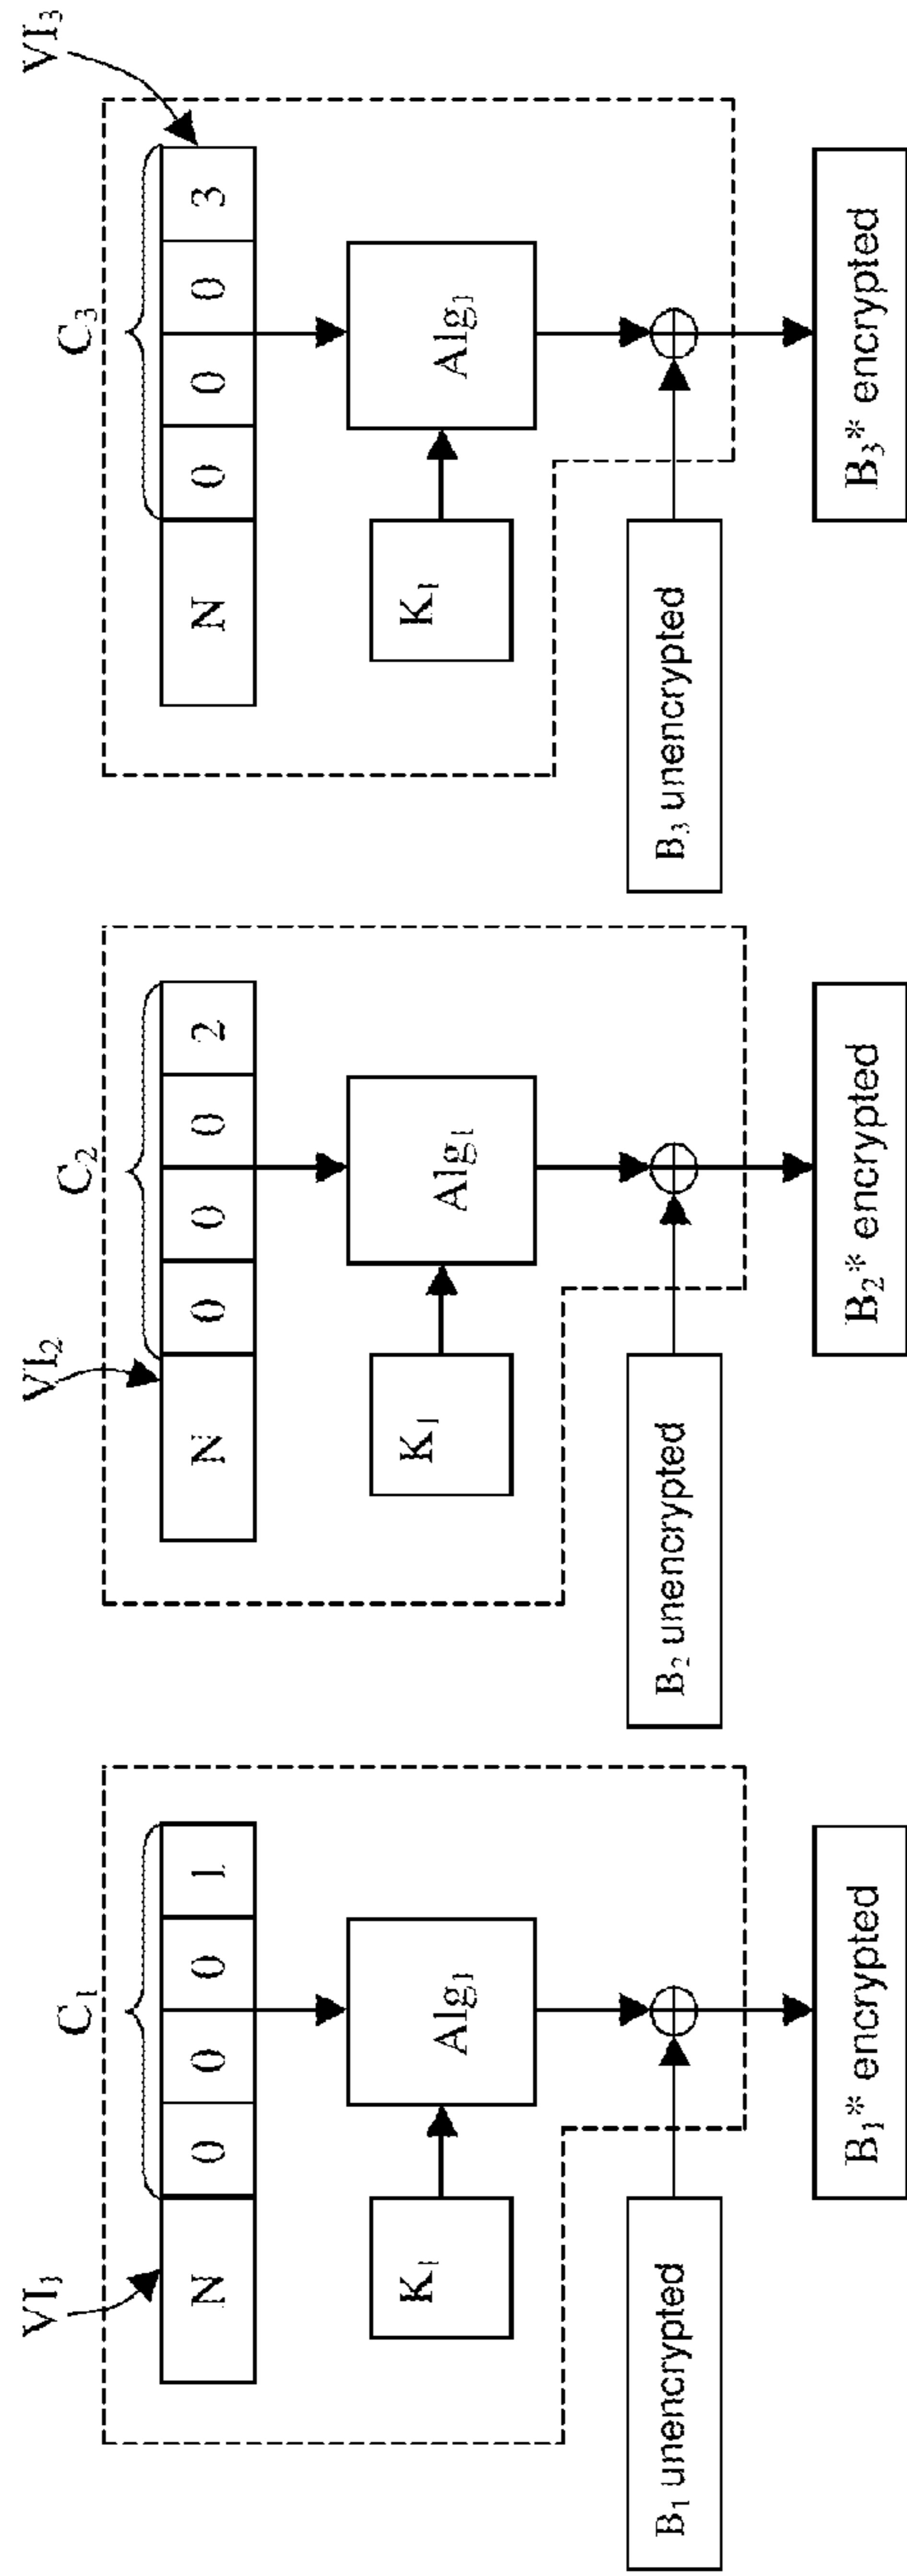 VI₁
C₁
N 0 0 0 1
K₁
Alg₁
B₁ unencrypted
B₁* encrypted
VI₂
C₂
N 0 0 0 2
K₁
Alg₁
B₂ unencrypted
B₂* encrypted
VI₃
C₃
N 0 0 0 3
K₁
Alg₁
B₃ unencrypted
B₃* encrypted